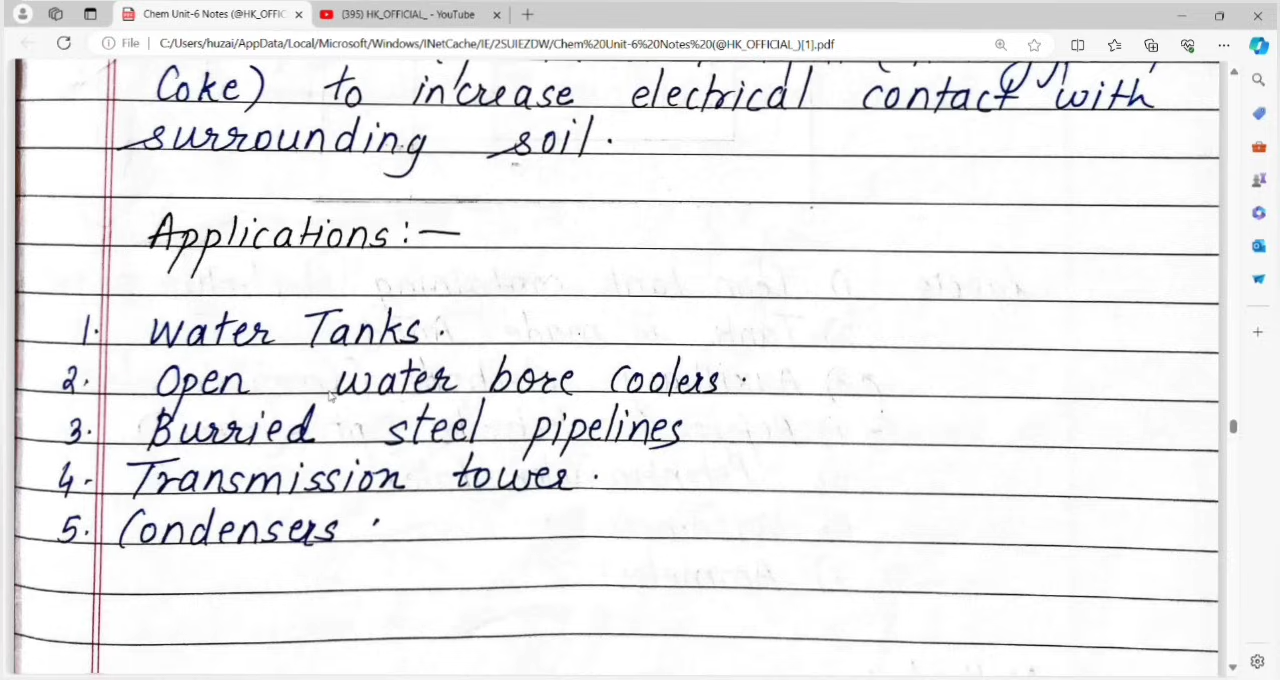 Chem Unit-6 Notes (@HK_OFFIC
(395) HK_OFFICIAL_ - YouTube
File
C:/Users/huzai/AppData/Local/Microsoft/Windows/INetCache/IE/2SUIEZDW/Chem%20Unit-6%20Notes%20(@HK_OFFICIAL_)[1].pdf
Coke) to increase electrical contact with
surrounding soil.
Applications:—
1. Water Tanks.
2. Open water bore coolers.
3. Burried steel pipelines
4. Transmission tower.
5. Condensers.